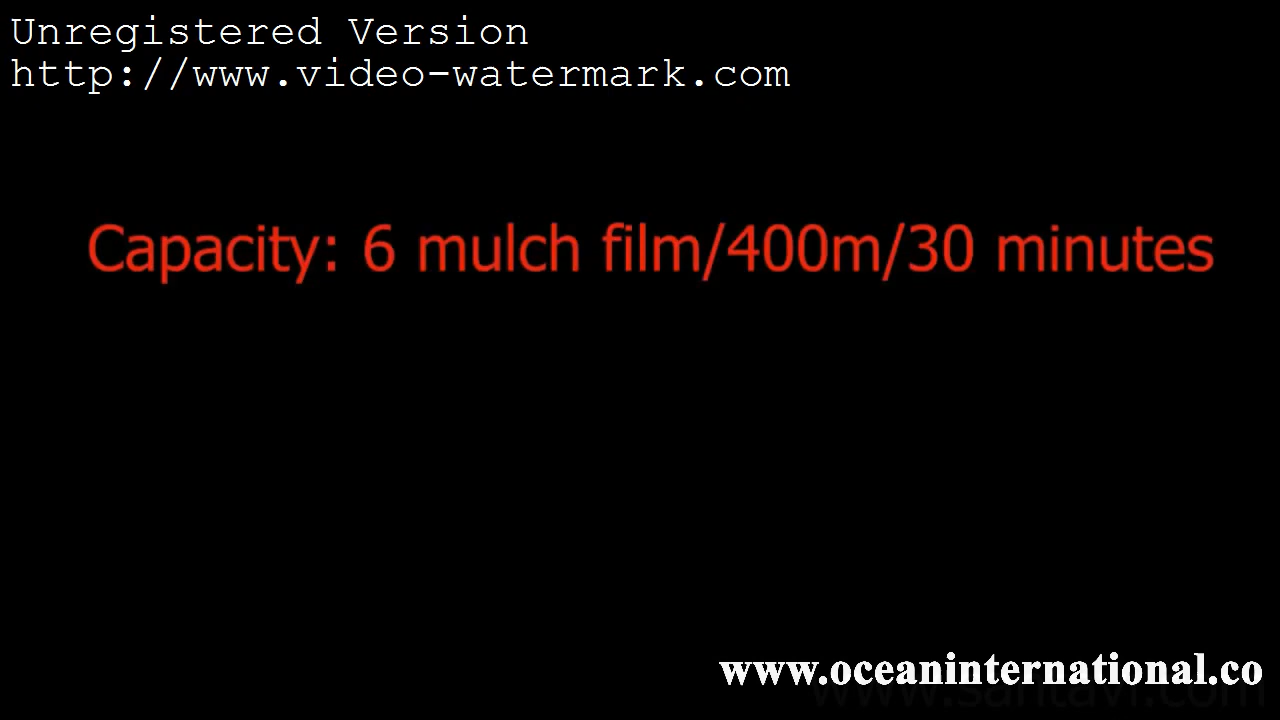 Unregistered Version
http://www.video-watermark.com
Capacity: 6 mulch film/400m/30 minutes
www.oceaninternational.co